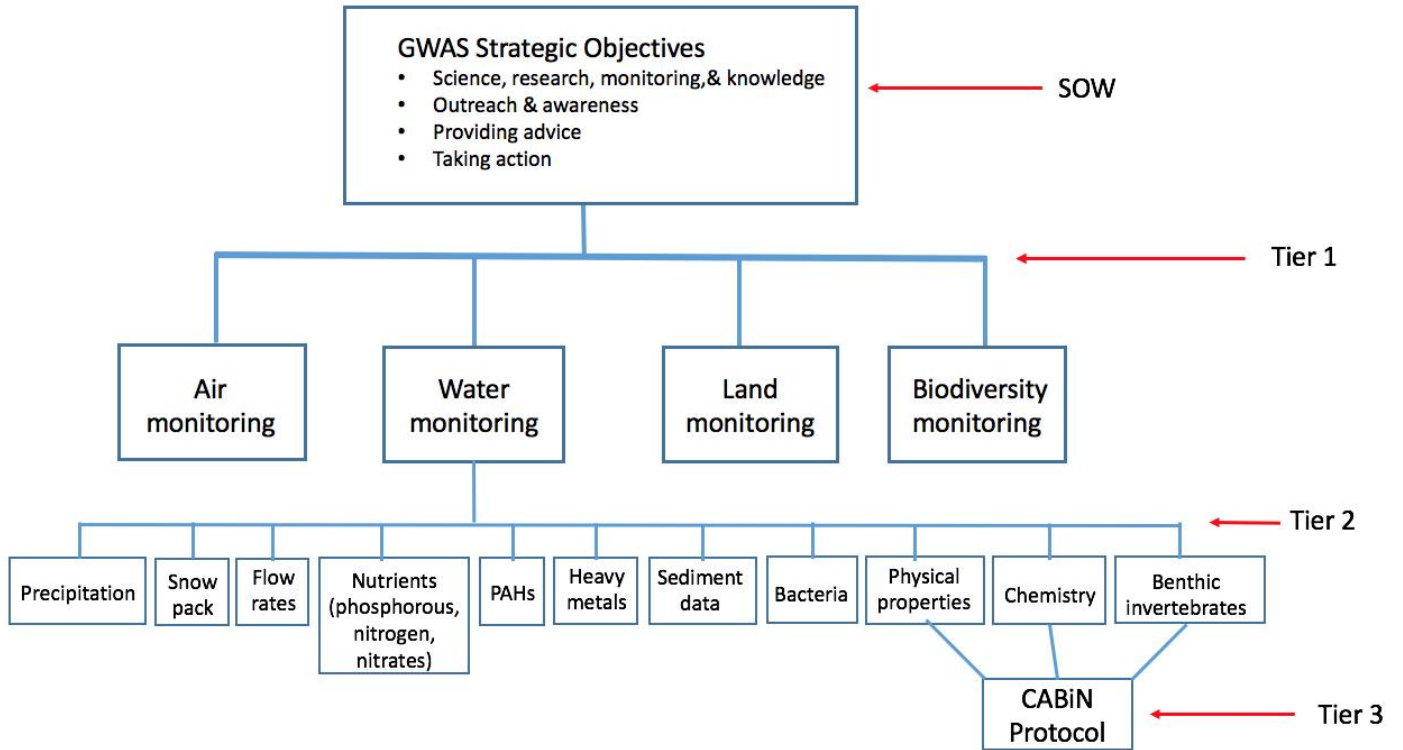 GWAS Strategic Objectives
• Science, research, monitoring,& knowledge
• Outreach & awareness
• Providing advice
• Taking action
SOW
Tier 1
Air
monitoring
Water
monitoring
Land
monitoring
Biodiversity
monitoring
Tier 2
Precipitation
Snow
pack
Flow
rates
Nutrients
(phosphorous,
nitrogen,
nitrates)
PAHs
Heavy
metals
Sediment
data
Bacteria
Physical
properties
Chemistry
Benthic
invertebrates
CABiN
Protocol
Tier 3